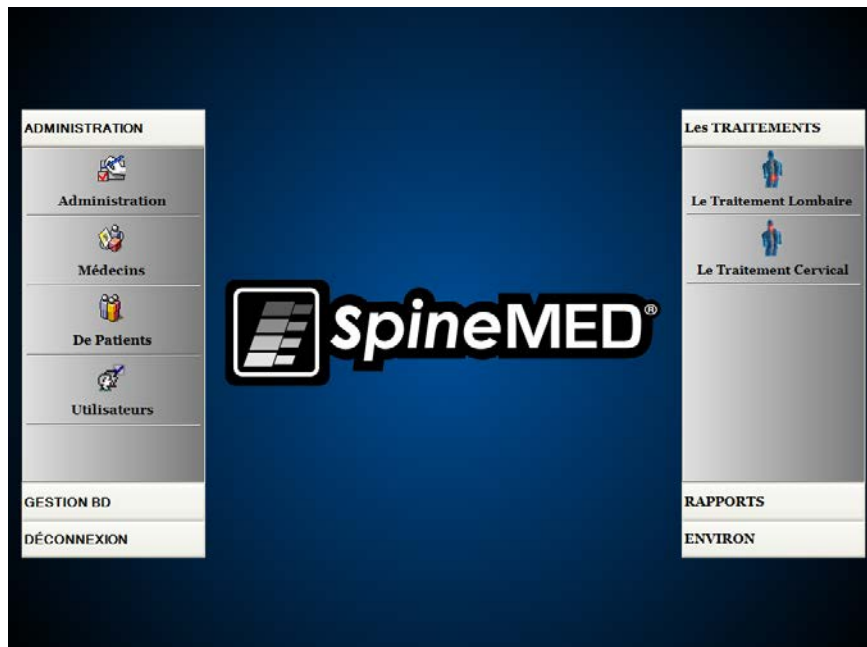 ADMINISTRATION
Administration
Médecins
De Patients
Utilisateurs
GESTION BD
DÉCONNEXION
SpineMED®
Les TRAITEMENTS
Le Traitement Lombaire
Le Traitement Cervical
RAPPORTS
ENVIRON